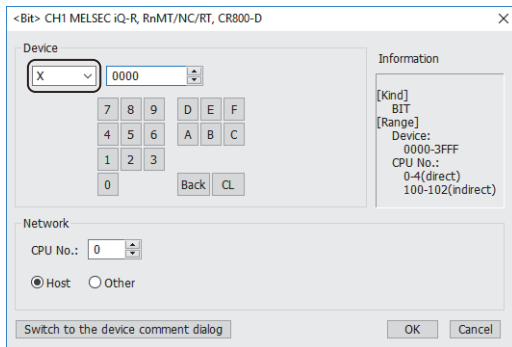 <Bit> CH1 MELSEC iQ-R, RnMT/NC/RT, CR800-D
Device
X 0000
7 8 9 D E F
4 5 6 A B C
1 2 3
0 Back CL
Information
[Kind]
BIT
[Range]
Device:
0000-3FFF
CPU No.:
0-4(direct)
100-102(indirect)
Network
CPU No.: 0
Host Other
Switch to the device comment dialog OK Cancel